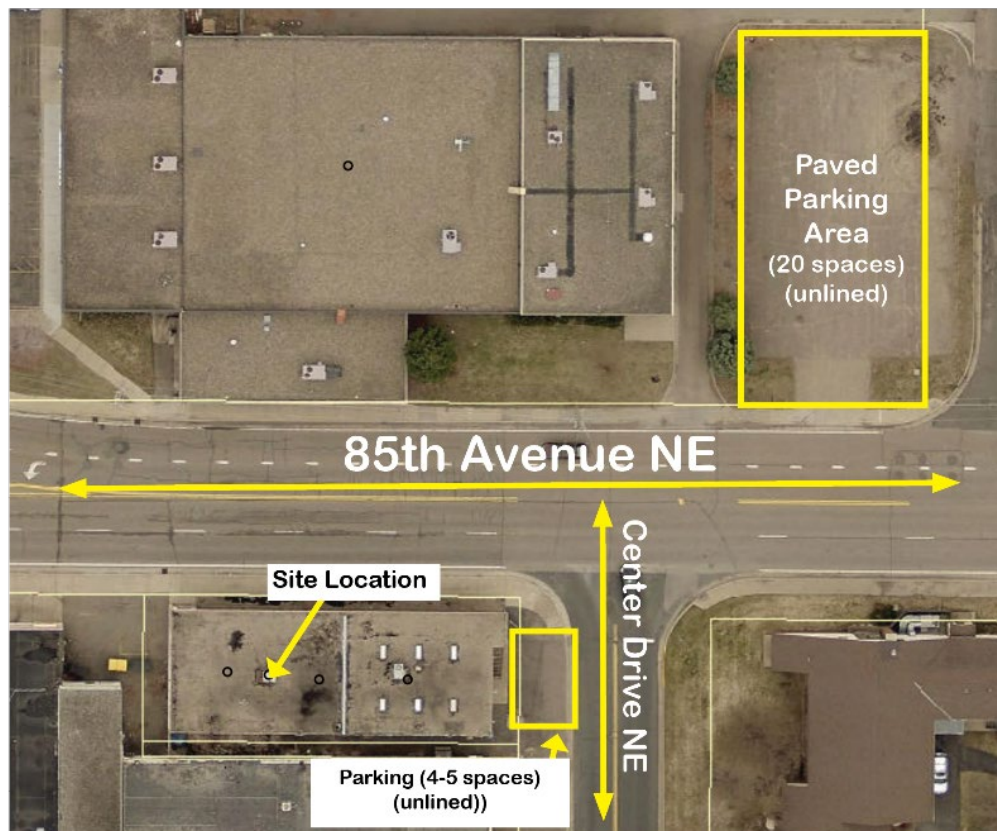 Paved
Parking
Area
(20 spaces)
(unlined)
85th Avenue NE
Center Drive NE
Site Location
Parking (4-5 spaces)
(unlined))